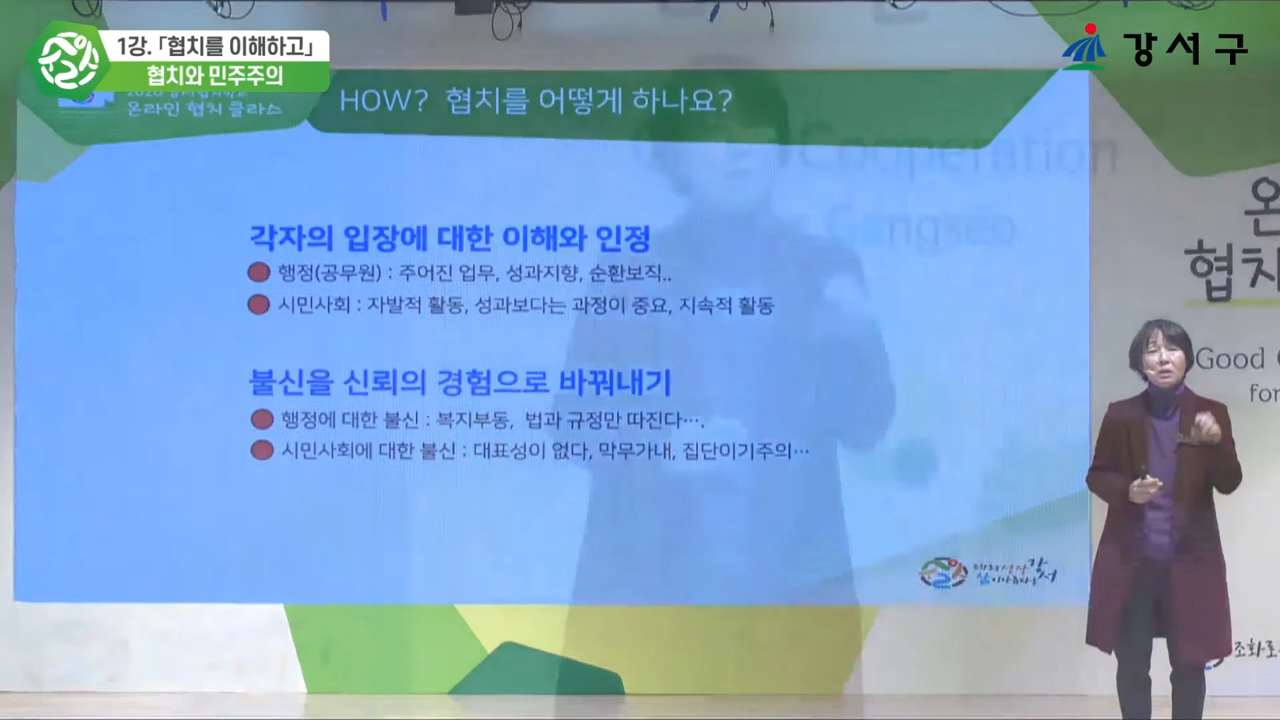 1강. 「협치를 이해하고」
협치와 민주주의
강서구
온라인 협치 클라스
HOW? 협치를 어떻게 하나요?
Cooperation
Gangseo
온
협치
각자의 입장에 대한 이해와 인정
행정(공무원) : 주어진 업무, 성과지향, 순환보직..
시민사회 : 자발적 활동, 성과보다는 과정이 중요, 지속적 활동
Good
for
불신을 신뢰의 경험으로 바꿔내기
행정에 대한 불신 : 복지부동, 법과 규정만 따진다….
시민사회에 대한 불신 : 대표성이 없다, 막무가내, 집단이기주의…
강서
조화로